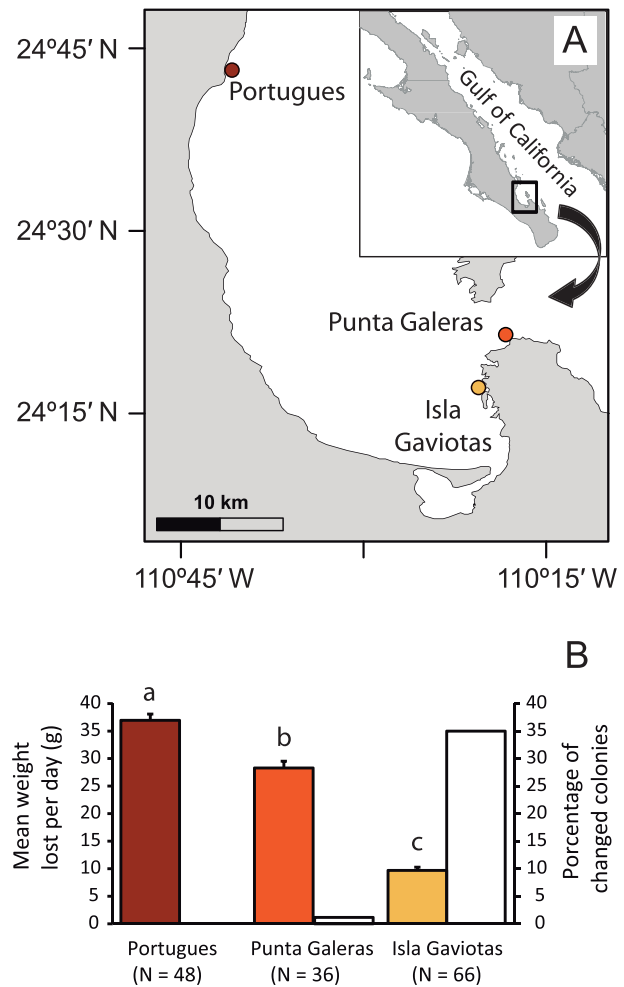 A
24º45′ N
Portugues
Gulf of California
24º30′ N
Punta Galeras
24º15′ N
Isla
Gaviotas
10 km
110º45′ W
110º15′ W
B
Mean weight
lost per day (g)
40
35
30
25
20
15
10
5
0
a
b
c
40
35
30
25
20
15
10
5
0
Porcentage of
changed colonies
Portugues
(N = 48)
Punta Galeras
(N = 36)
Isla Gaviotas
(N = 66)